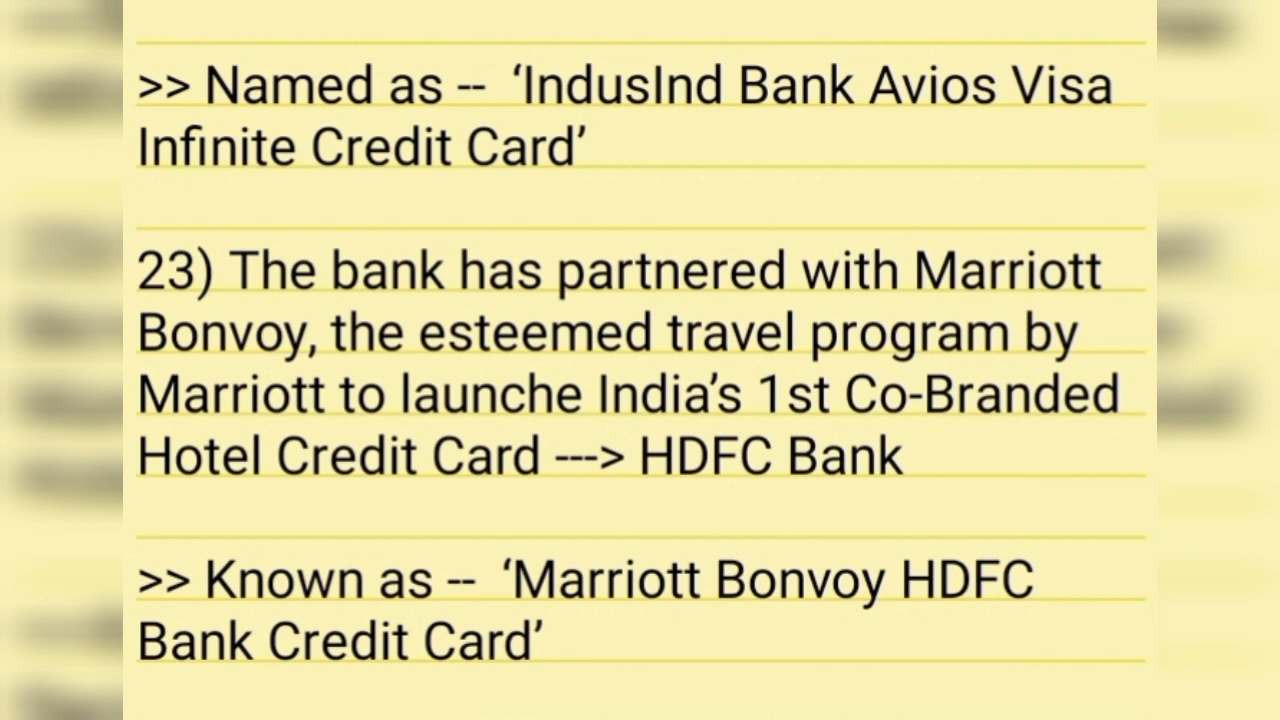 >> Named as --  ‘IndusInd Bank Avios Visa
Infinite Credit Card’
23) The bank has partnered with Marriott
Bonvoy, the esteemed travel program by
Marriott to launche India’s 1st Co-Branded
Hotel Credit Card ---> HDFC Bank
>> Known as --  ‘Marriott Bonvoy HDFC
Bank Credit Card’